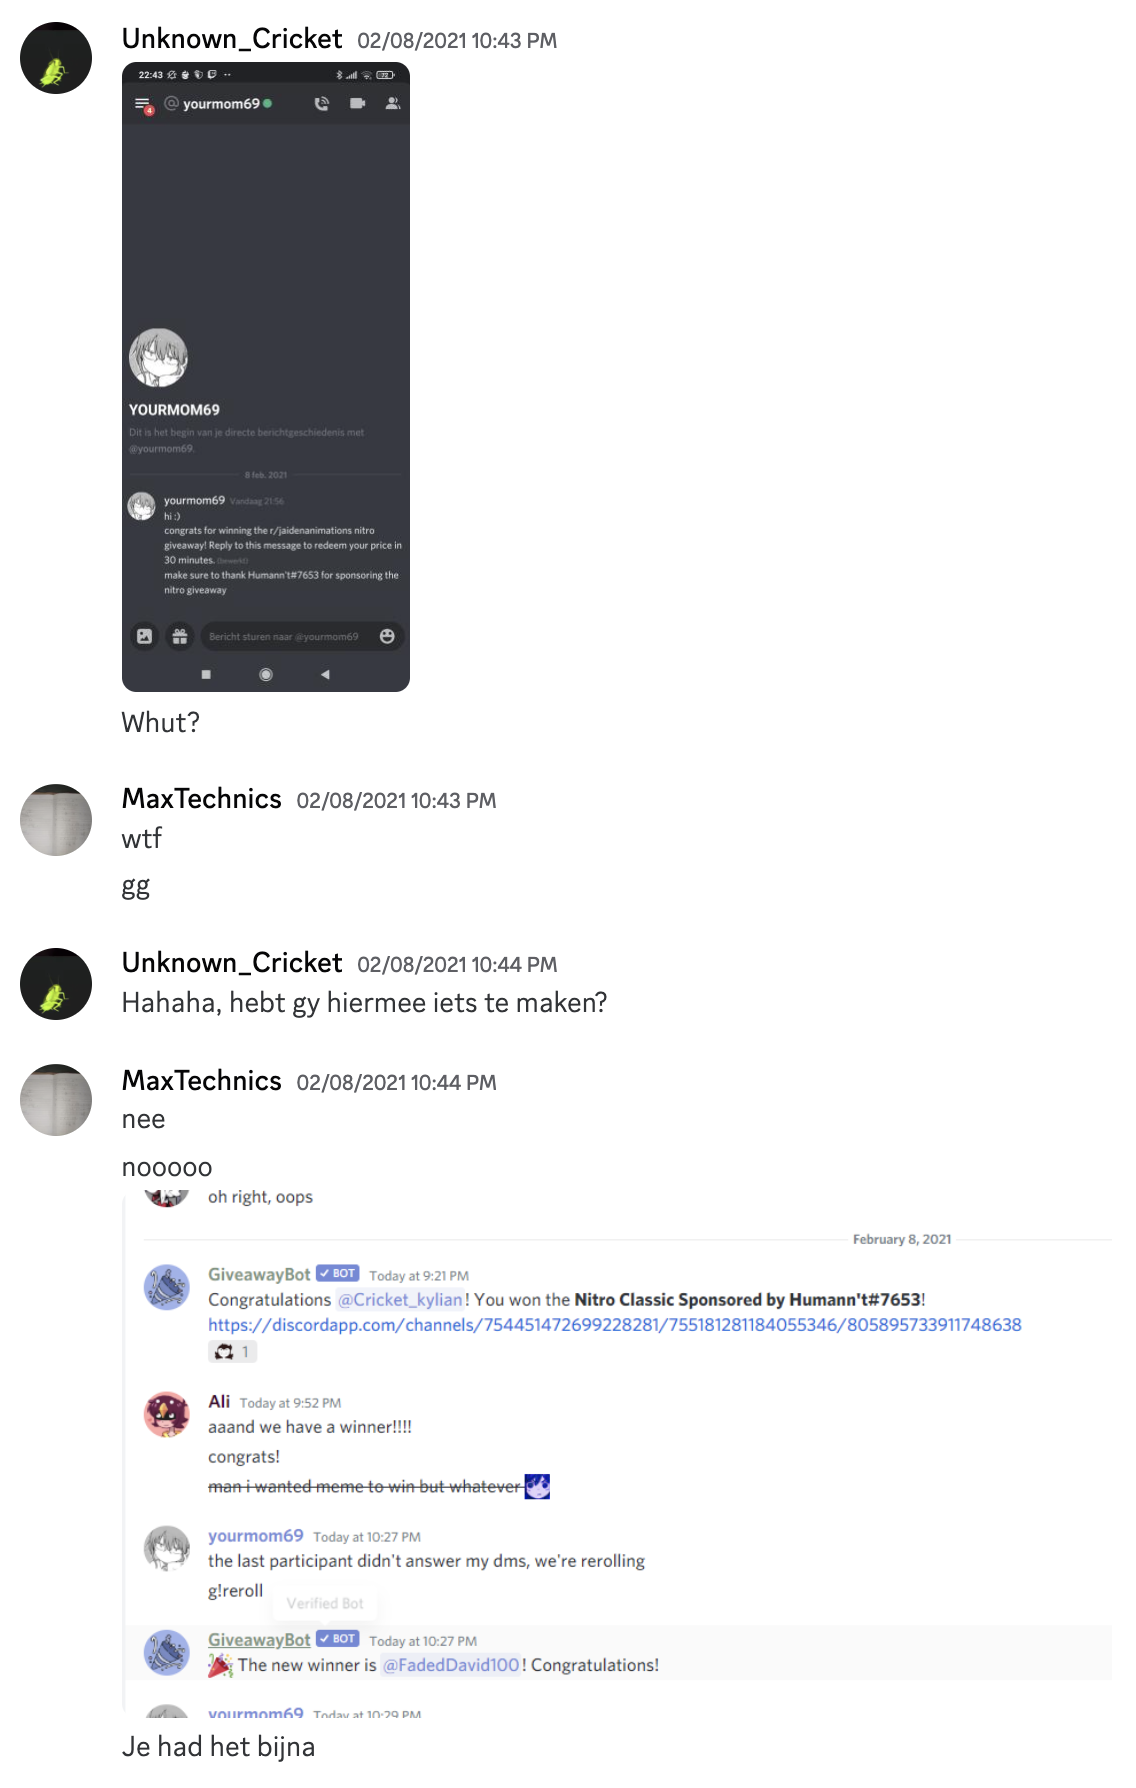 Unknown_Cricket 02/08/2021 10:43 PM
22:43
72
4
@ yourmom69
YOURMOM69
Dit is het begin van je directe berichtgeschiedenis met
@yourmom69.
8 feb. 2021
yourmom69 Vandaag 21:56
hi :)
congrats for winning the r/jaidenanimations nitro
giveaway! Reply to this message to redeem your price in
30 minutes. (bewerkt)
make sure to thank Humann't#7653 for sponsoring the
nitro giveaway
Bericht sturen naar @yourmom69
Whut?
MaxTechnics 02/08/2021 10:43 PM
wtf
gg
Unknown_Cricket 02/08/2021 10:44 PM
Hahaha, hebt gy hiermee iets te maken?
MaxTechnics 02/08/2021 10:44 PM
nee
nooooo
oh right, oops
February 8, 2021
GiveawayBot ✓ BOT Today at 9:21 PM
Congratulations @Cricket_kylian! You won the Nitro Classic Sponsored by Humann't#7653!
https://discordapp.com/channels/754451472699228281/755181281184055346/805895733911748638
1
Ali Today at 9:52 PM
aaand we have a winner!!!!
congrats!
man i wanted meme to win but whatever
yourmom69 Today at 10:27 PM
the last participant didn't answer my dms, we're rerolling
g!reroll
Verified Bot
GiveawayBot ✓ BOT Today at 10:27 PM
The new winner is @FadedDavid100! Congratulations!
yourmom69 Today at 10:29 PM
Je had het bijna